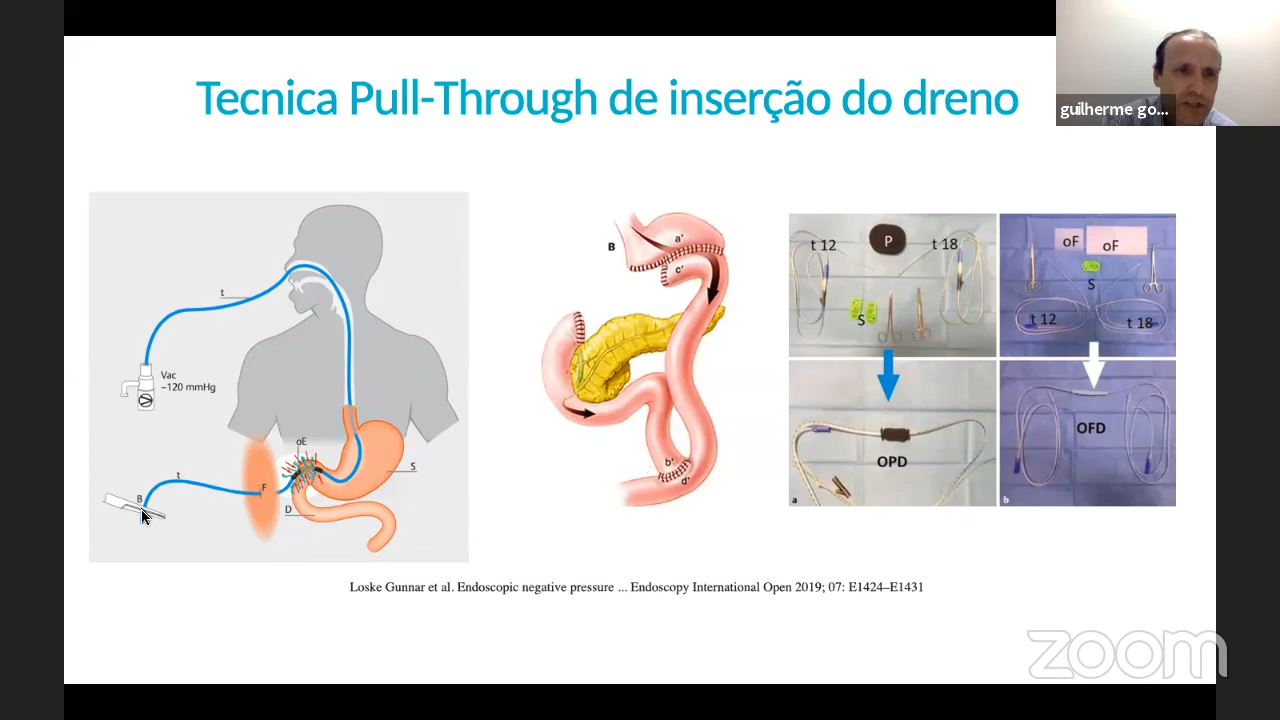 Tecnica Pull-Through de inserção do dreno
guilherme go...
t
Vac
−120 mmHg
oE
S
t
F
B
D
B
a'
c'
b'
d'
t 12
P
t 18
S
OPD
a
oF
oF
S
t 12
t 18
OFD
b
Loske Gunnar et al. Endoscopic negative pressure ... Endoscopy International Open 2019; 07: E1424–E1431
zoom